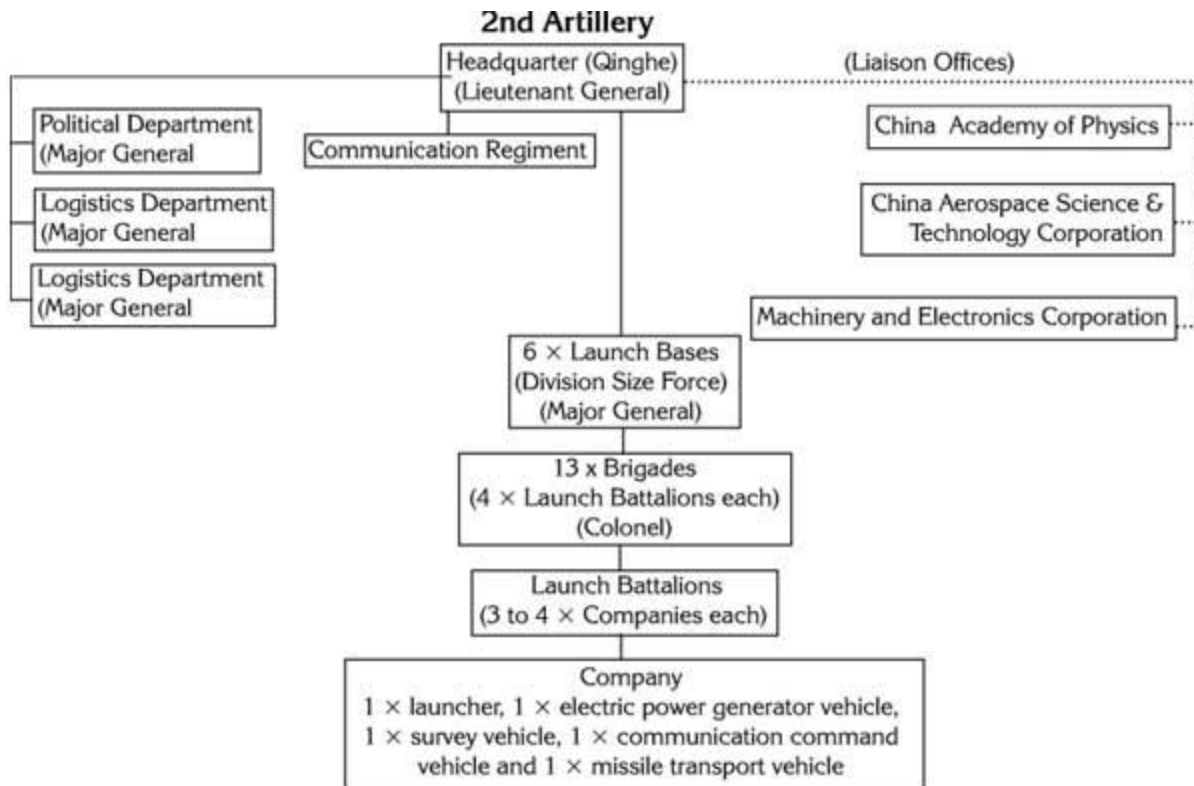 2nd Artillery
Headquarter (Qinghe)
(Lieutenant General)
(Liaison Offices)
Political Department
(Major General
Communication Regiment
China Academy of Physics
Logistics Department
(Major General
China Aerospace Science &
Technology Corporation
Logistics Department
(Major General
Machinery and Electronics Corporation
6 × Launch Bases
(Division Size Force)
(Major General)
13 x Brigades
(4 × Launch Battalions each)
(Colonel)
Launch Battalions
(3 to 4 × Companies each)
Company
1 × launcher, 1 × electric power generator vehicle,
1 × survey vehicle, 1 × communication command
vehicle and 1 × missile transport vehicle